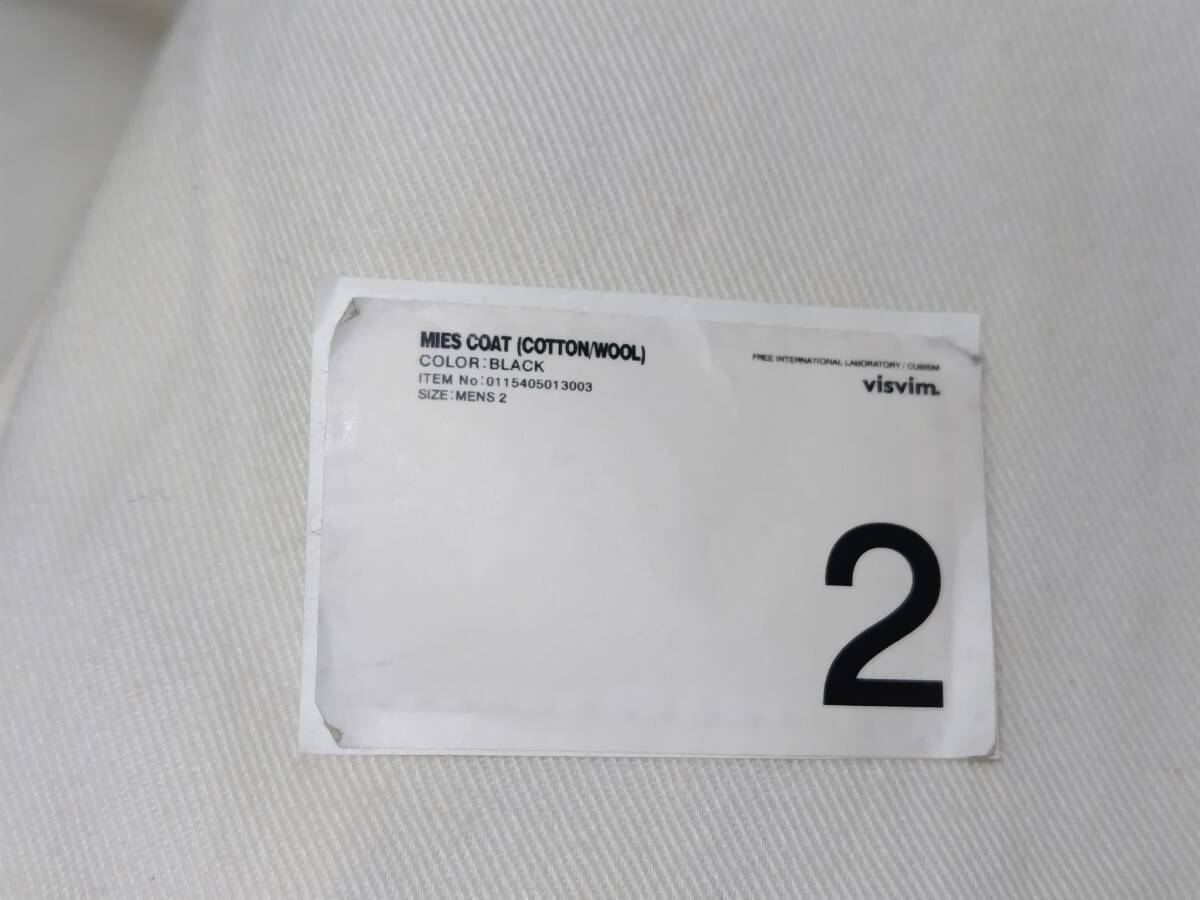 MIES COAT (COTTON/WOOL)
COLOR:BLACK
ITEM No:0115405013003
SIZE:MENS 2
FREE INTERNATIONAL LABORATORY / CUBISM
visvim.
2